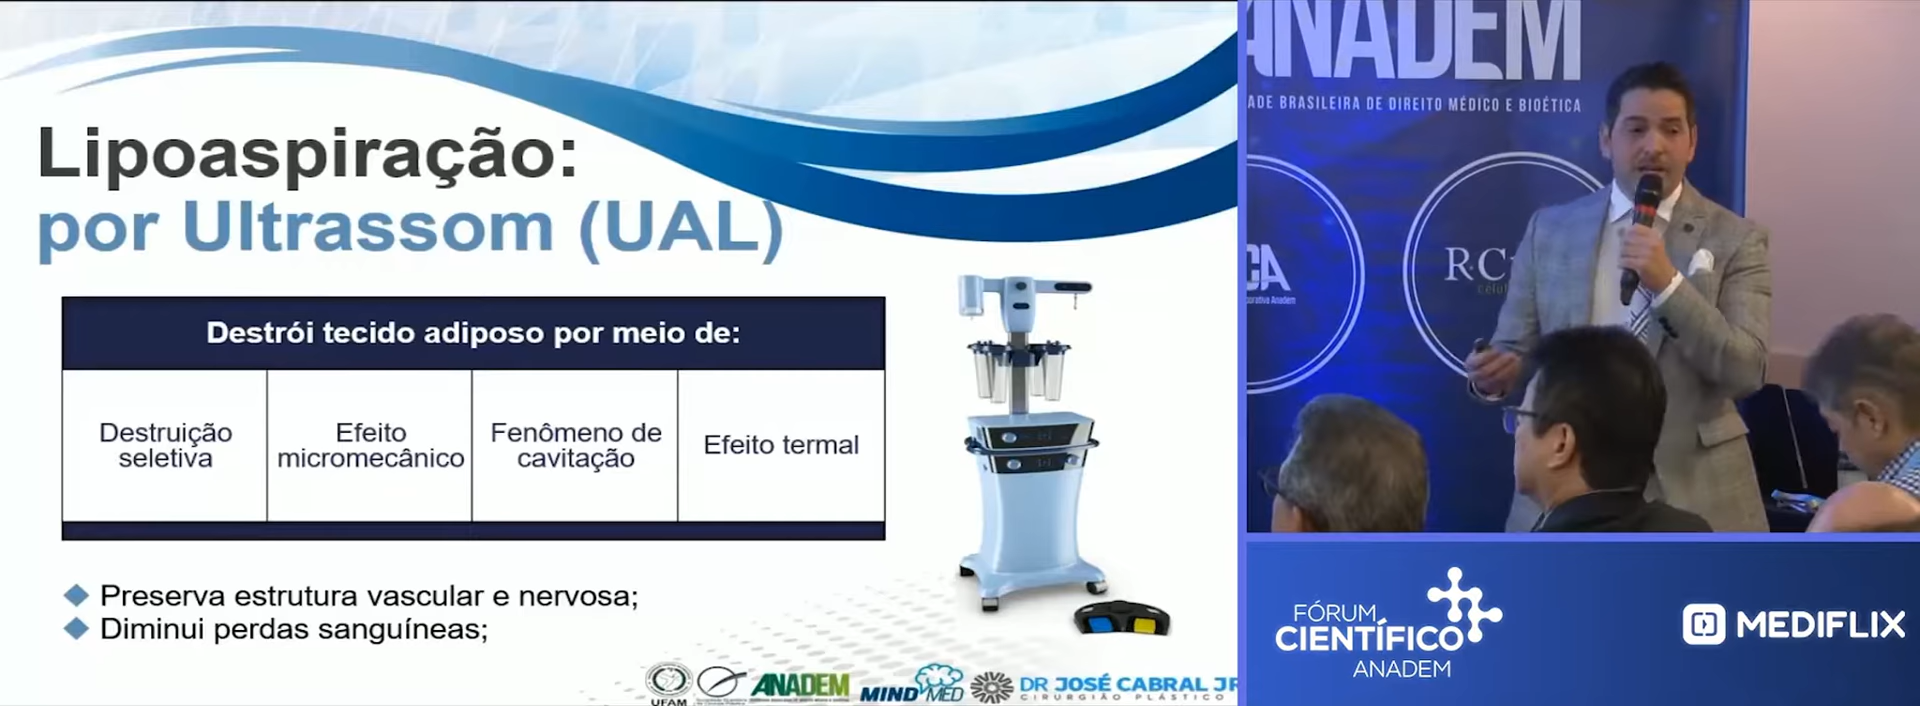 Lipoaspiração:
por Ultrassom (UAL)
Destrói tecido adiposo por meio de:
Destruição
seletiva
Efeito
micromecânico
Fenômeno de
cavitação
Efeito termal
Preserva estrutura vascular e nervosa;
Diminui perdas sanguíneas;
UFAM
ANADEM
MIND MED
DR JOSÉ CABRAL JR
CIRURGIÃO PLÁSTICO
ANADEM
ADE BRASILEIRA DE DIREITO MÉDICO E BIOÉTICA
CA
orporativa Anadem
R·C
FÓRUM
CIENTÍFICO
ANADEM
MEDIFLIX